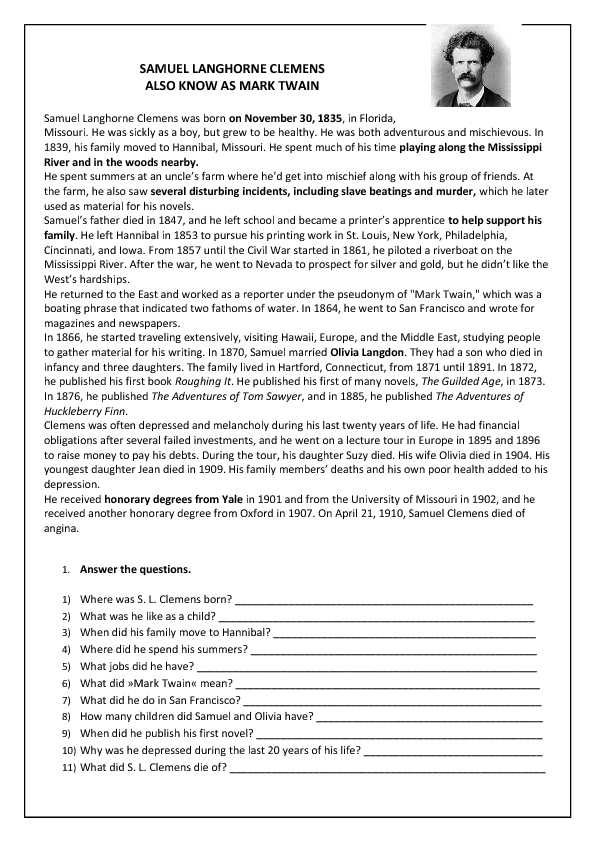 SAMUEL LANGHORNE CLEMENS
ALSO KNOW AS MARK TWAIN
Samuel Langhorne Clemens was born on November 30, 1835, in Florida,
Missouri. He was sickly as a boy, but grew to be healthy. He was both adventurous and mischievous. In
1839, his family moved to Hannibal, Missouri. He spent much of his time playing along the Mississippi
River and in the woods nearby.
He spent summers at an uncle's farm where he'd get into mischief along with his group of friends. At
the farm, he also saw several disturbing incidents, including slave beatings and murder, which he later
used as material for his novels.
Samuel's father died in 1847, and he left school and became a printer's apprentice to help support his
family. He left Hannibal in 1853 to pursue his printing work in St. Louis, New York, Philadelphia,
Cincinnati, and Iowa. From 1857 until the Civil War started in 1861, he piloted a riverboat on the
Mississippi River. After the war, he went to Nevada to prospect for silver and gold, but he didn't like the
West's hardships.
He returned to the East and worked as a reporter under the pseudonym of "Mark Twain," which was a
boating phrase that indicated two fathoms of water. In 1864, he went to San Francisco and wrote for
magazines and newspapers.
In 1866, he started traveling extensively, visiting Hawaii, Europe, and the Middle East, studying people
to gather material for his writing. In 1870, Samuel married Olivia Langdon. They had a son who died in
infancy and three daughters. The family lived in Hartford, Connecticut, from 1871 until 1891. In 1872,
he published his first book Roughing It. He published his first of many novels, The Guilded Age, in 1873.
In 1876, he published The Adventures of Tom Sawyer, and in 1885, he published The Adventures of
Huckleberry Finn.
Clemens was often depressed and melancholy during his last twenty years of life. He had financial
obligations after several failed investments, and he went on a lecture tour in Europe in 1895 and 1896
to raise money to pay his debts. During the tour, his daughter Suzy died. His wife Olivia died in 1904. His
youngest daughter Jean died in 1909. His family members' deaths and his own poor health added to his
depression.
He received honorary degrees from Yale in 1901 and from the University of Missouri in 1902, and he
received another honorary degree from Oxford in 1907. On April 21, 1910, Samuel Clemens died of
angina.
1. Answer the questions.
1) Where was S. L. Clemens born? ____
2) What was he like as a child? ____
3) When did his family move to Hannibal? ____
4) Where did he spend his summers? ____
5) What jobs did he have? ____
6) What did »Mark Twain« mean? ____
7) What did he do in San Francisco? ____
8) How many children did Samuel and Olivia have? ____
9) When did he publish his first novel? ____
10) Why was he depressed during the last 20 years of his life? ____
11) What did S. L. Clemens die of? ____